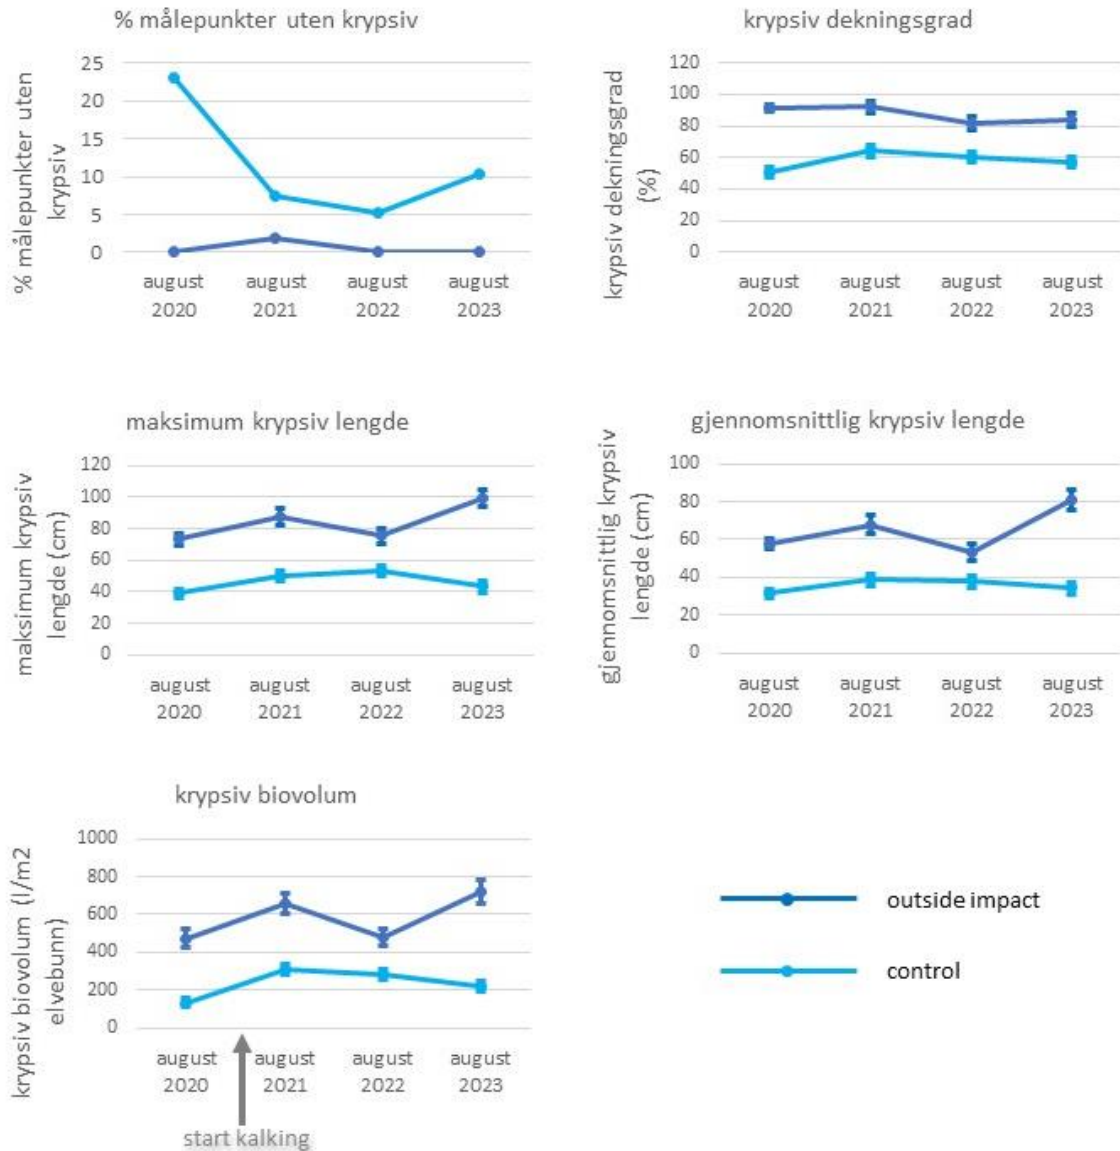 % målepunkter uten krypsiv
% målepunkter uten
krypsiv
25
20
15
10
5
0
august
2020
august
2021
august
2022
august
2023
krypsiv dekningsgrad
krypsiv dekningsgrad
(%)
120
100
80
60
40
20
0
august
2020
august
2021
august
2022
august
2023
maksimum krypsiv lengde
maksimum krypsiv
lengde (cm)
120
100
80
60
40
20
0
august
2020
august
2021
august
2022
august
2023
gjennomsnittlig krypsiv lengde
gjennomsnittlig krypsiv
lengde (cm)
100
80
60
40
20
0
august
2020
august
2021
august
2022
august
2023
krypsiv biovolum
krypsiv biovolum (l/m2
elvebunn)
1000
800
600
400
200
0
august
2020
august
2021
august
2022
august
2023
start kalking
outside impact
control